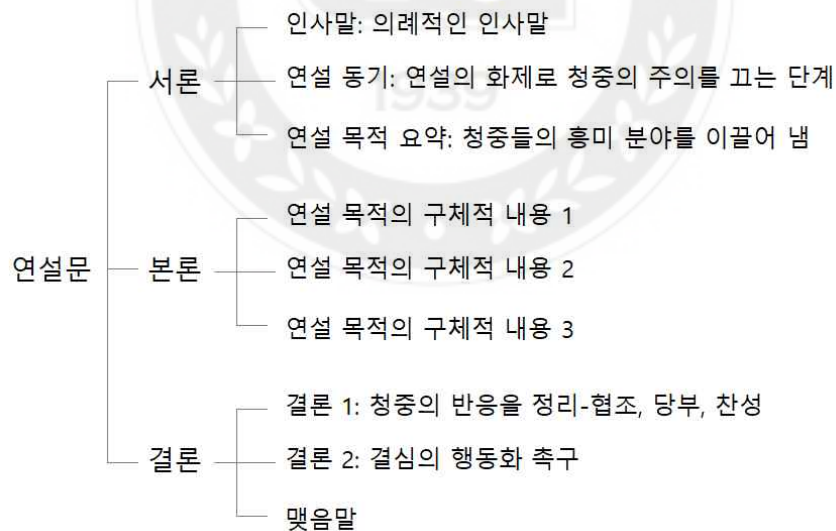 인사말: 의례적인 인사말
서론
연설 동기: 연설의 화제로 청중의 주의를 끄는 단계
1939
연설 목적 요약: 청중들의 흥미 분야를 이끌어 냄
연설 목적의 구체적 내용 1
연설문
본론
연설 목적의 구체적 내용 2
연설 목적의 구체적 내용 3
결론 1: 청중의 반응을 정리-협조, 당부, 찬성
결론
결론 2: 결심의 행동화 촉구
맺음말